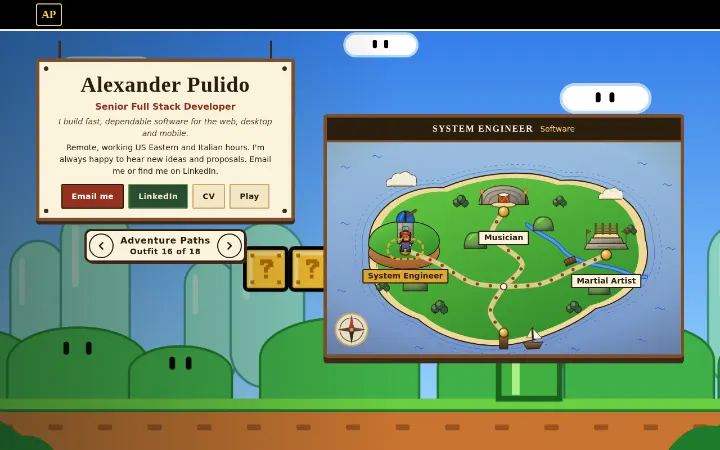 AP
Alexander Pulido
Senior Full Stack Developer
I build fast, dependable software for the web, desktop
and mobile.
Remote, working US Eastern and Italian hours. I'm
always happy to hear new ideas and proposals. Email
me or find me on LinkedIn.
Email me
LinkedIn
CV
Play
Adventure Paths
Outfit 16 of 18
? ?
SYSTEM ENGINEER Software
Musician
System Engineer
Martial Artist